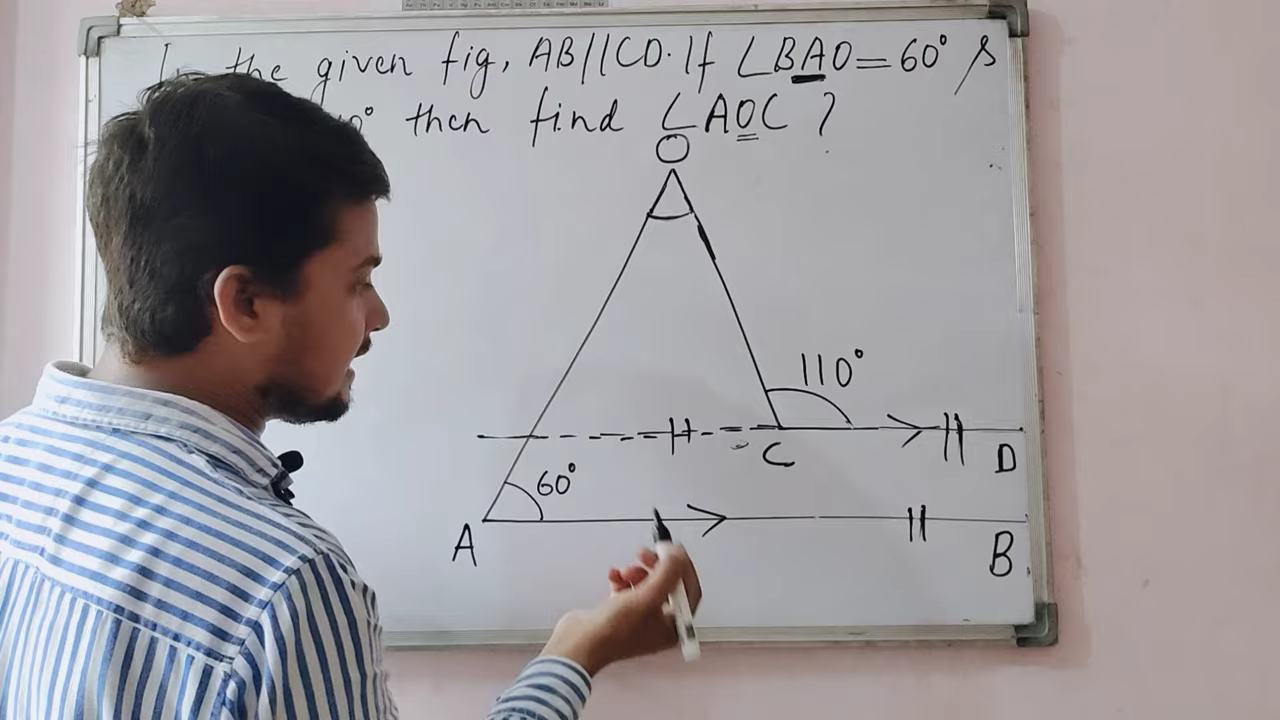 the given fig, AB//CD. If ∠BAO=60° &
then find ∠AOC ?
O
110°
C
D
60°
A
B